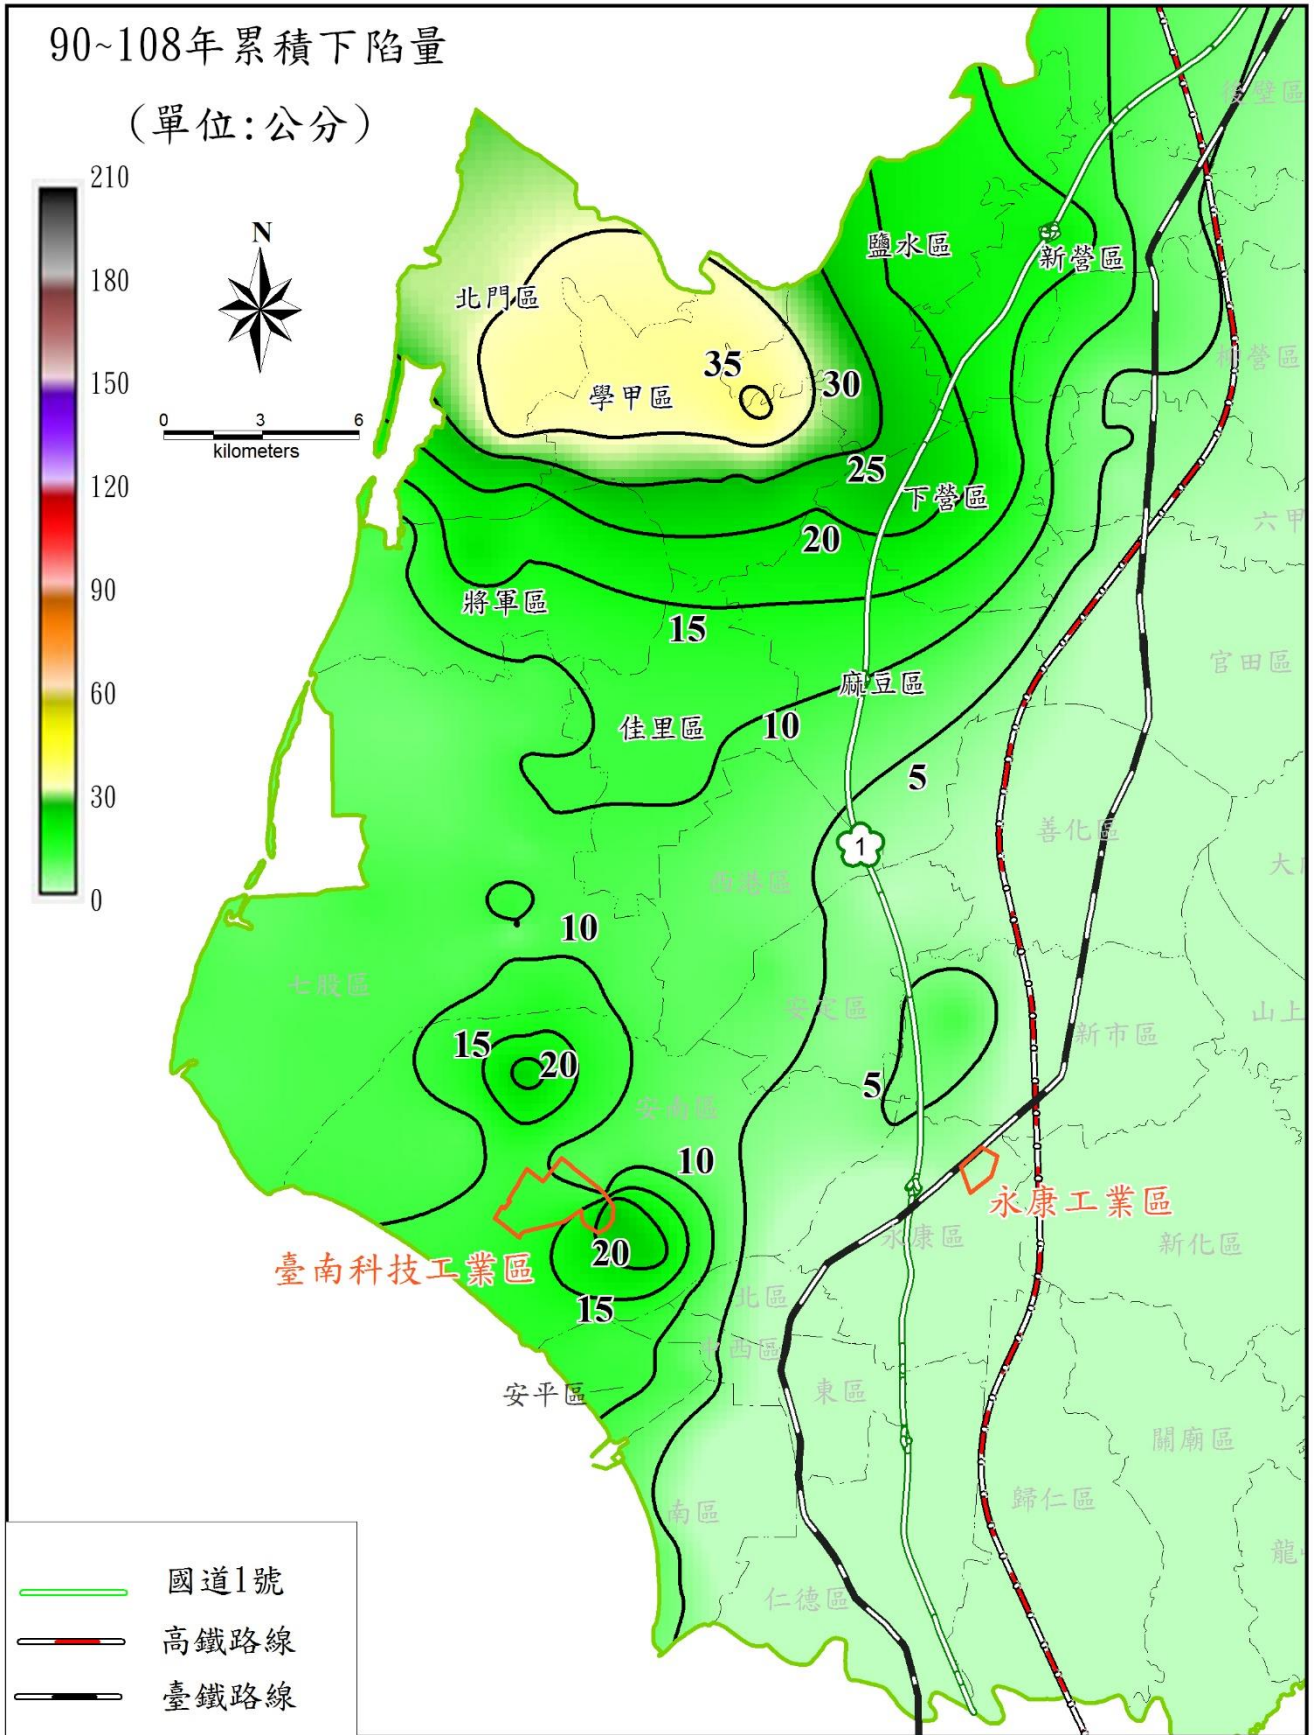 90~108年累積下陷量
(單位:公分)
210
180
150
120
90
60
30
0
N
0 3 6
kilometers
後壁區
鹽水區
新營區
北門區
柳營區
35
30
學甲區
25
下營區
20
六甲
將軍區
15
官田區
麻豆區
佳里區
10
5
1
善化區
大
西港區
10
七股區
安定區
山上
新市區
15
20
5
安南區
10
永康工業區
永康區
新化區
20
臺南科技工業區
15
北區
中西區
安平區
東區
關廟區
歸仁區
南區
龍
仁德區
國道1號
高鐵路線
臺鐵路線